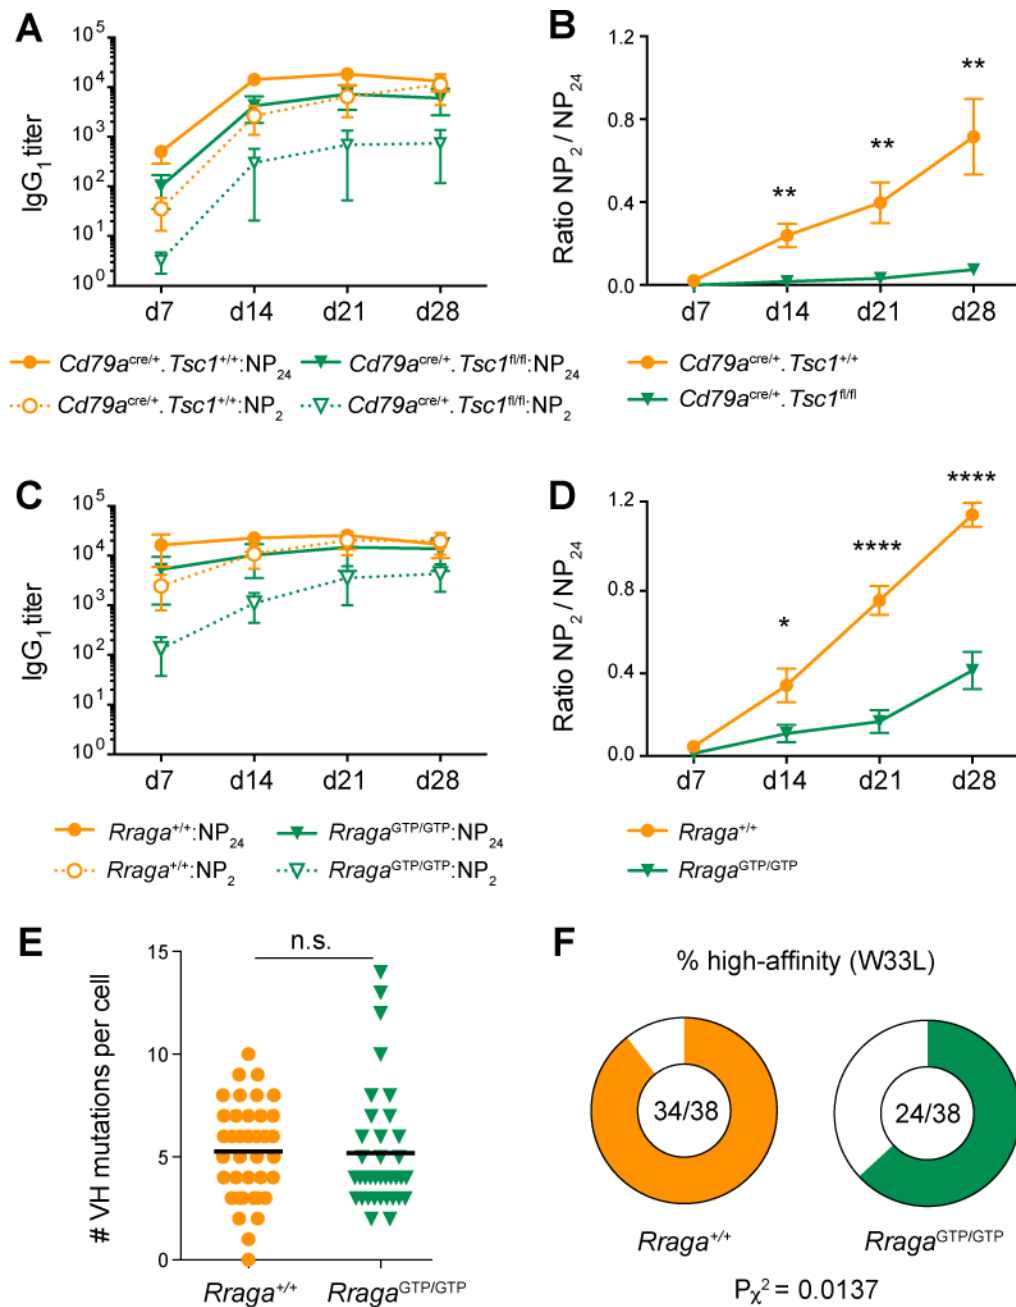 A
IgG1 titer
10^5
10^4
10^3
10^2
10^1
10^0
d7 d14 d21 d28
Cd79a^cre/+.Tsc1^+/+:NP24
Cd79a^cre/+.Tsc1^fl/fl:NP24
Cd79a^cre/+.Tsc1^+/+:NP2
Cd79a^cre/+.Tsc1^fl/fl:NP2
B
Ratio NP2 / NP24
1.2
0.8
0.4
0.0
** ** **
d7 d14 d21 d28
Cd79a^cre/+.Tsc1^+/+
Cd79a^cre/+.Tsc1^fl/fl
C
IgG1 titer
10^5
10^4
10^3
10^2
10^1
10^0
d7 d14 d21 d28
Rraga^+/+:NP24
Rraga^GTP/GTP:NP24
Rraga^+/+:NP2
Rraga^GTP/GTP:NP2
D
Ratio NP2 / NP24
1.2
0.8
0.4
0.0
* **** ****
d7 d14 d21 d28
Rraga^+/+
Rraga^GTP/GTP
E
# VH mutations per cell
n.s.
15
10
5
0
Rraga^+/+ Rraga^GTP/GTP
F
% high-affinity (W33L)
34/38 24/38
Rraga^+/+ Rraga^GTP/GTP
Pχ^2 = 0.0137